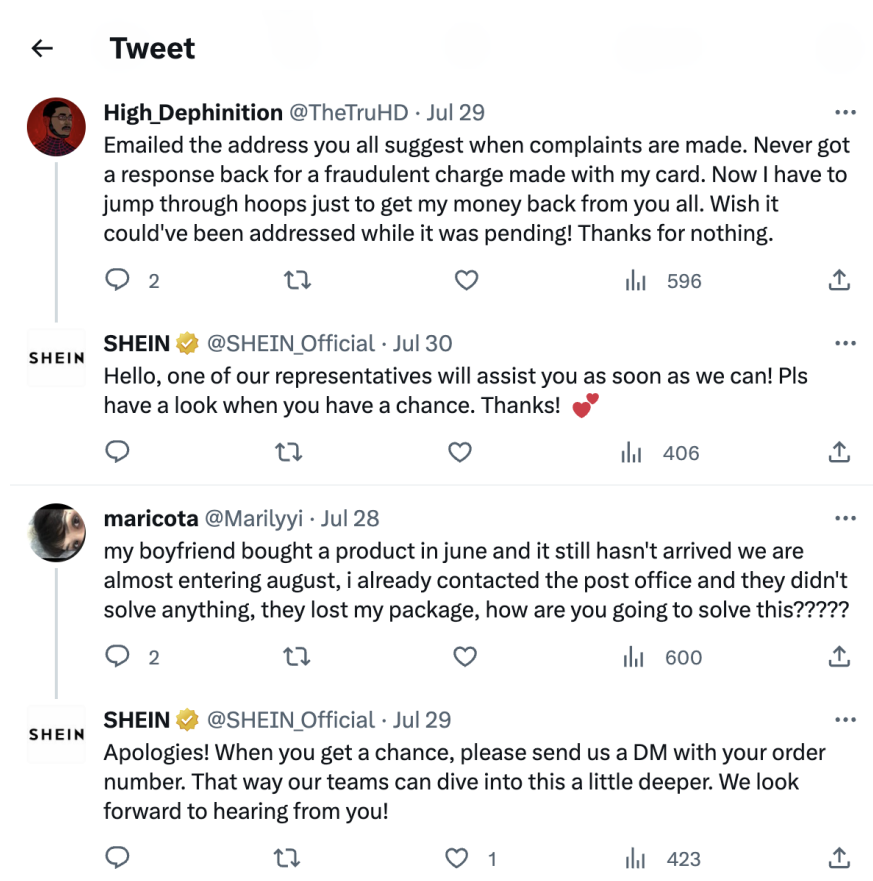 Tweet
High_Dephinition @TheTruHD · Jul 29
Emailed the address you all suggest when complaints are made. Never got
a response back for a fraudulent charge made with my card. Now I have to
jump through hoops just to get my money back from you all. Wish it
could've been addressed while it was pending! Thanks for nothing.
2 596
SHEIN
SHEIN @SHEIN_Official · Jul 30
Hello, one of our representatives will assist you as soon as we can! Pls
have a look when you have a chance. Thanks! 💕
406
maricota @Marilyyi · Jul 28
my boyfriend bought a product in june and it still hasn't arrived we are
almost entering august, i already contacted the post office and they didn't
solve anything, they lost my package, how are you going to solve this?????
2 600
SHEIN
SHEIN @SHEIN_Official · Jul 29
Apologies! When you get a chance, please send us a DM with your order
number. That way our teams can dive into this a little deeper. We look
forward to hearing from you!
1 423